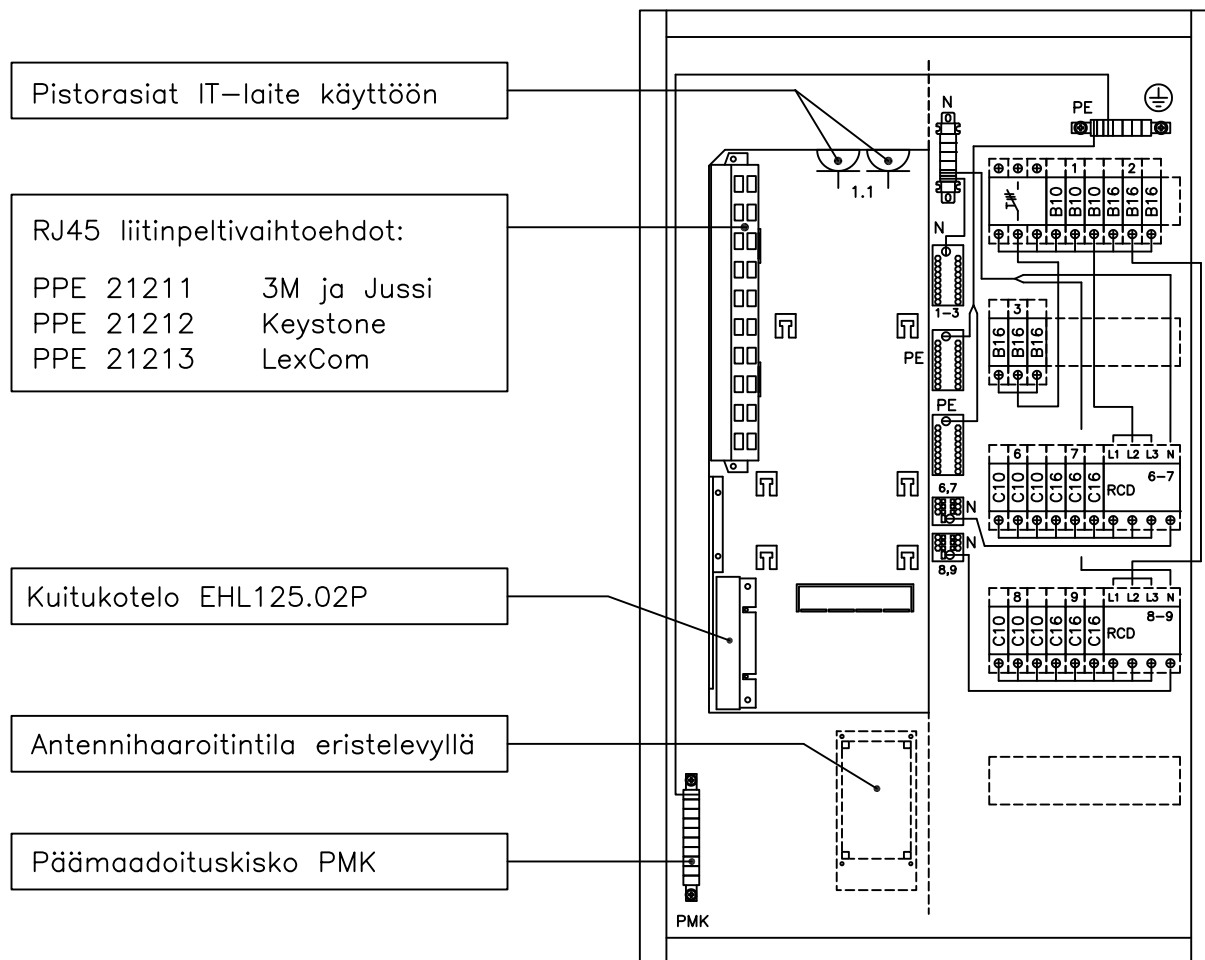 Pistorasiat IT-laite käyttöön
RJ45 liitinpeltivaihtoehdot:
PPE 21211 3M ja Jussi
PPE 21212 Keystone
PPE 21213 LexCom
Kuitukotelo EHL125.02P
Antennihaaroitintila eristelevyllä
Päämaadoituskisko PMK
PMK
1.1
N
PE
N
1-3
PE
PE
6,7
N
N
8,9
1 2
B10 B10 B10 B16 B16 B16
3
B16 B16 B16
6 7 L1 L2 L3 N
6-7
C10 C10 C10 C16 C16 C16 RCD
8 9 L1 L2 L3 N
8-9
C10 C10 C10 C16 C16 C16 RCD